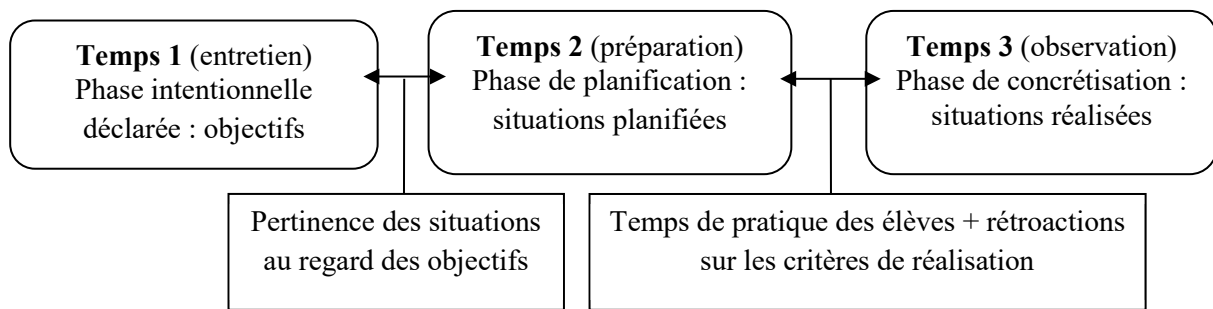 Temps 1 (entretien)
Phase intentionnelle
déclarée : objectifs
Temps 2 (préparation)
Phase de planification :
situations planifiées
Temps 3 (observation)
Phase de concrétisation :
situations réalisées
Pertinence des situations
au regard des objectifs
Temps de pratique des élèves + rétroactions
sur les critères de réalisation